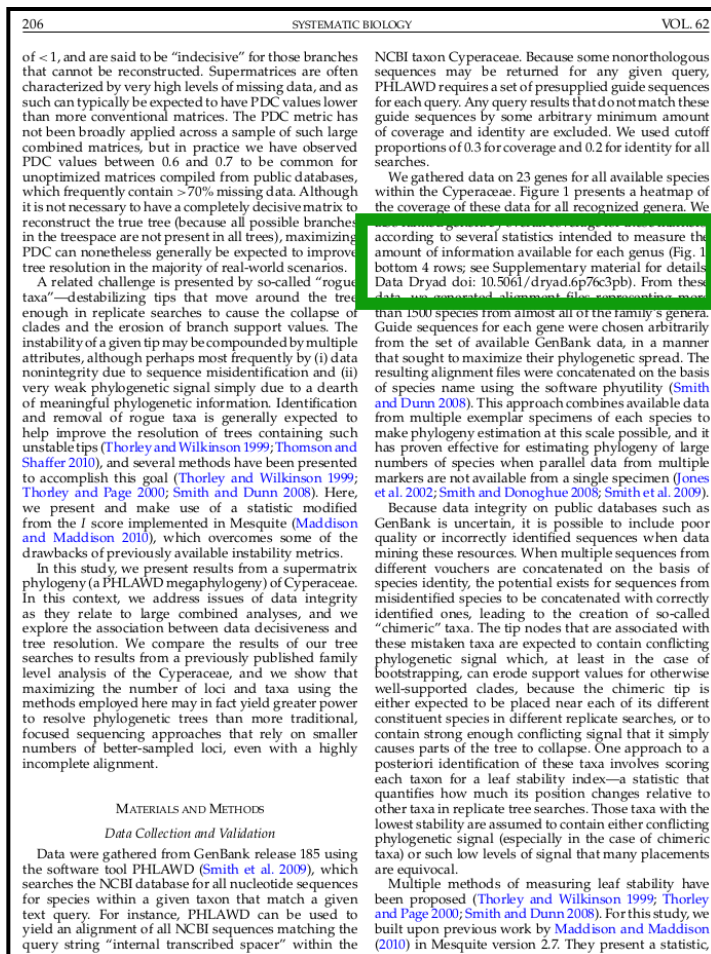 206
SYSTEMATIC BIOLOGY
VOL. 62
of < 1, and are said to be “indecisive” for those branches
that cannot be reconstructed. Supermatrices are often
characterized by very high levels of missing data, and as
such can typically be expected to have PDC values lower
than more conventional matrices. The PDC metric has
not been broadly applied across a sample of such large
combined matrices, but in practice we have observed
PDC values between 0.6 and 0.7 to be common for
unoptimized matrices compiled from public databases,
which frequently contain >70% missing data. Although
it is not necessary to have a completely decisive matrix to
reconstruct the true tree (because all possible branches
in the treespace are not present in all trees), maximizing
PDC can nonetheless generally be expected to improve
tree resolution in the majority of real-world scenarios.
A related challenge is presented by so-called “rogue
taxa”—destabilizing tips that move around the tree
enough in replicate searches to cause the collapse of
clades and the erosion of branch support values. The
instability of a given tip may be compounded by multiple
attributes, although perhaps most frequently by (i) data
nonintegrity due to sequence misidentification and (ii)
very weak phylogenetic signal simply due to a dearth
of meaningful phylogenetic information. Identification
and removal of rogue taxa is generally expected to
help improve the resolution of trees containing such
unstable tips (Thorley and Wilkinson 1999; Thomson and
Shaffer 2010), and several methods have been presented
to accomplish this goal (Thorley and Wilkinson 1999;
Thorley and Page 2000; Smith and Dunn 2008). Here,
we present and make use of a statistic modified
from the I score implemented in Mesquite (Maddison
and Maddison 2010), which overcomes some of the
drawbacks of previously available instability metrics.
In this study, we present results from a supermatrix
phylogeny (a PHLAWD megaphylogeny) of Cyperaceae.
In this context, we address issues of data integrity
as they relate to large combined analyses, and we
explore the association between data decisiveness and
tree resolution. We compare the results of our tree
searches to results from a previously published family
level analysis of the Cyperaceae, and we show that
maximizing the number of loci and taxa using the
methods employed here may in fact yield greater power
to resolve phylogenetic trees than more traditional,
focused sequencing approaches that rely on smaller
numbers of better-sampled loci, even with a highly
incomplete alignment.
MATERIALS AND METHODS
Data Collection and Validation
Data were gathered from GenBank release 185 using
the software tool PHLAWD (Smith et al. 2009), which
searches the NCBI database for all nucleotide sequences
for species within a given taxon that match a given
text query. For instance, PHLAWD can be used to
yield an alignment of all NCBI sequences matching the
query string “internal transcribed spacer” within the
NCBI taxon Cyperaceae. Because some nonorthologous
sequences may be returned for any given query,
PHLAWD requires a set of presupplied guide sequences
for each query. Any query results that do not match these
guide sequences by some arbitrary minimum amount
of coverage and identity are excluded. We used cutoff
proportions of 0.3 for coverage and 0.2 for identity for all
searches.
We gathered data on 23 genes for all available species
within the Cyperaceae. Figure 1 presents a heatmap of
the coverage of these data for all recognized genera. We
according to several statistics intended to measure the
amount of information available for each genus (Fig. 1
bottom 4 rows; see Supplementary material for details
Data Dryad doi: 10.5061/dryad.6p76c3pb). From these
data, we generated alignment files representing more
than 1500 species from almost all of the family’s genera.
Guide sequences for each gene were chosen arbitrarily
from the set of available GenBank data, in a manner
that sought to maximize their phylogenetic spread. The
resulting alignment files were concatenated on the basis
of species name using the software phyutility (Smith
and Dunn 2008). This approach combines available data
from multiple exemplar specimens of each species to
make phylogeny estimation at this scale possible, and it
has proven effective for estimating phylogeny of large
numbers of species when parallel data from multiple
markers are not available from a single specimen (Jones
et al. 2002; Smith and Donoghue 2008; Smith et al. 2009).
Because data integrity on public databases such as
GenBank is uncertain, it is possible to include poor
quality or incorrectly identified sequences when data
mining these resources. When multiple sequences from
different vouchers are concatenated on the basis of
species identity, the potential exists for sequences from
misidentified species to be concatenated with correctly
identified ones, leading to the creation of so-called
“chimeric” taxa. The tip nodes that are associated with
these mistaken taxa are expected to contain conflicting
phylogenetic signal which, at least in the case of
bootstrapping, can erode support values for otherwise
well-supported clades, because the chimeric tip is
either expected to be placed near each of its different
constituent species in different replicate searches, or to
contain strong enough conflicting signal that it simply
causes parts of the tree to collapse. One approach to a
posteriori identification of these taxa involves scoring
each taxon for a leaf stability index—a statistic that
quantifies how much its position changes relative to
other taxa in replicate tree searches. Those taxa with the
lowest stability are assumed to contain either conflicting
phylogenetic signal (especially in the case of chimeric
taxa) or such low levels of signal that many placements
are equivocal.
Multiple methods of measuring leaf stability have
been proposed (Thorley and Wilkinson 1999; Thorley
and Page 2000; Smith and Dunn 2008). For this study, we
built upon previous work by Maddison and Maddison
(2010) in Mesquite version 2.7. They present a statistic,